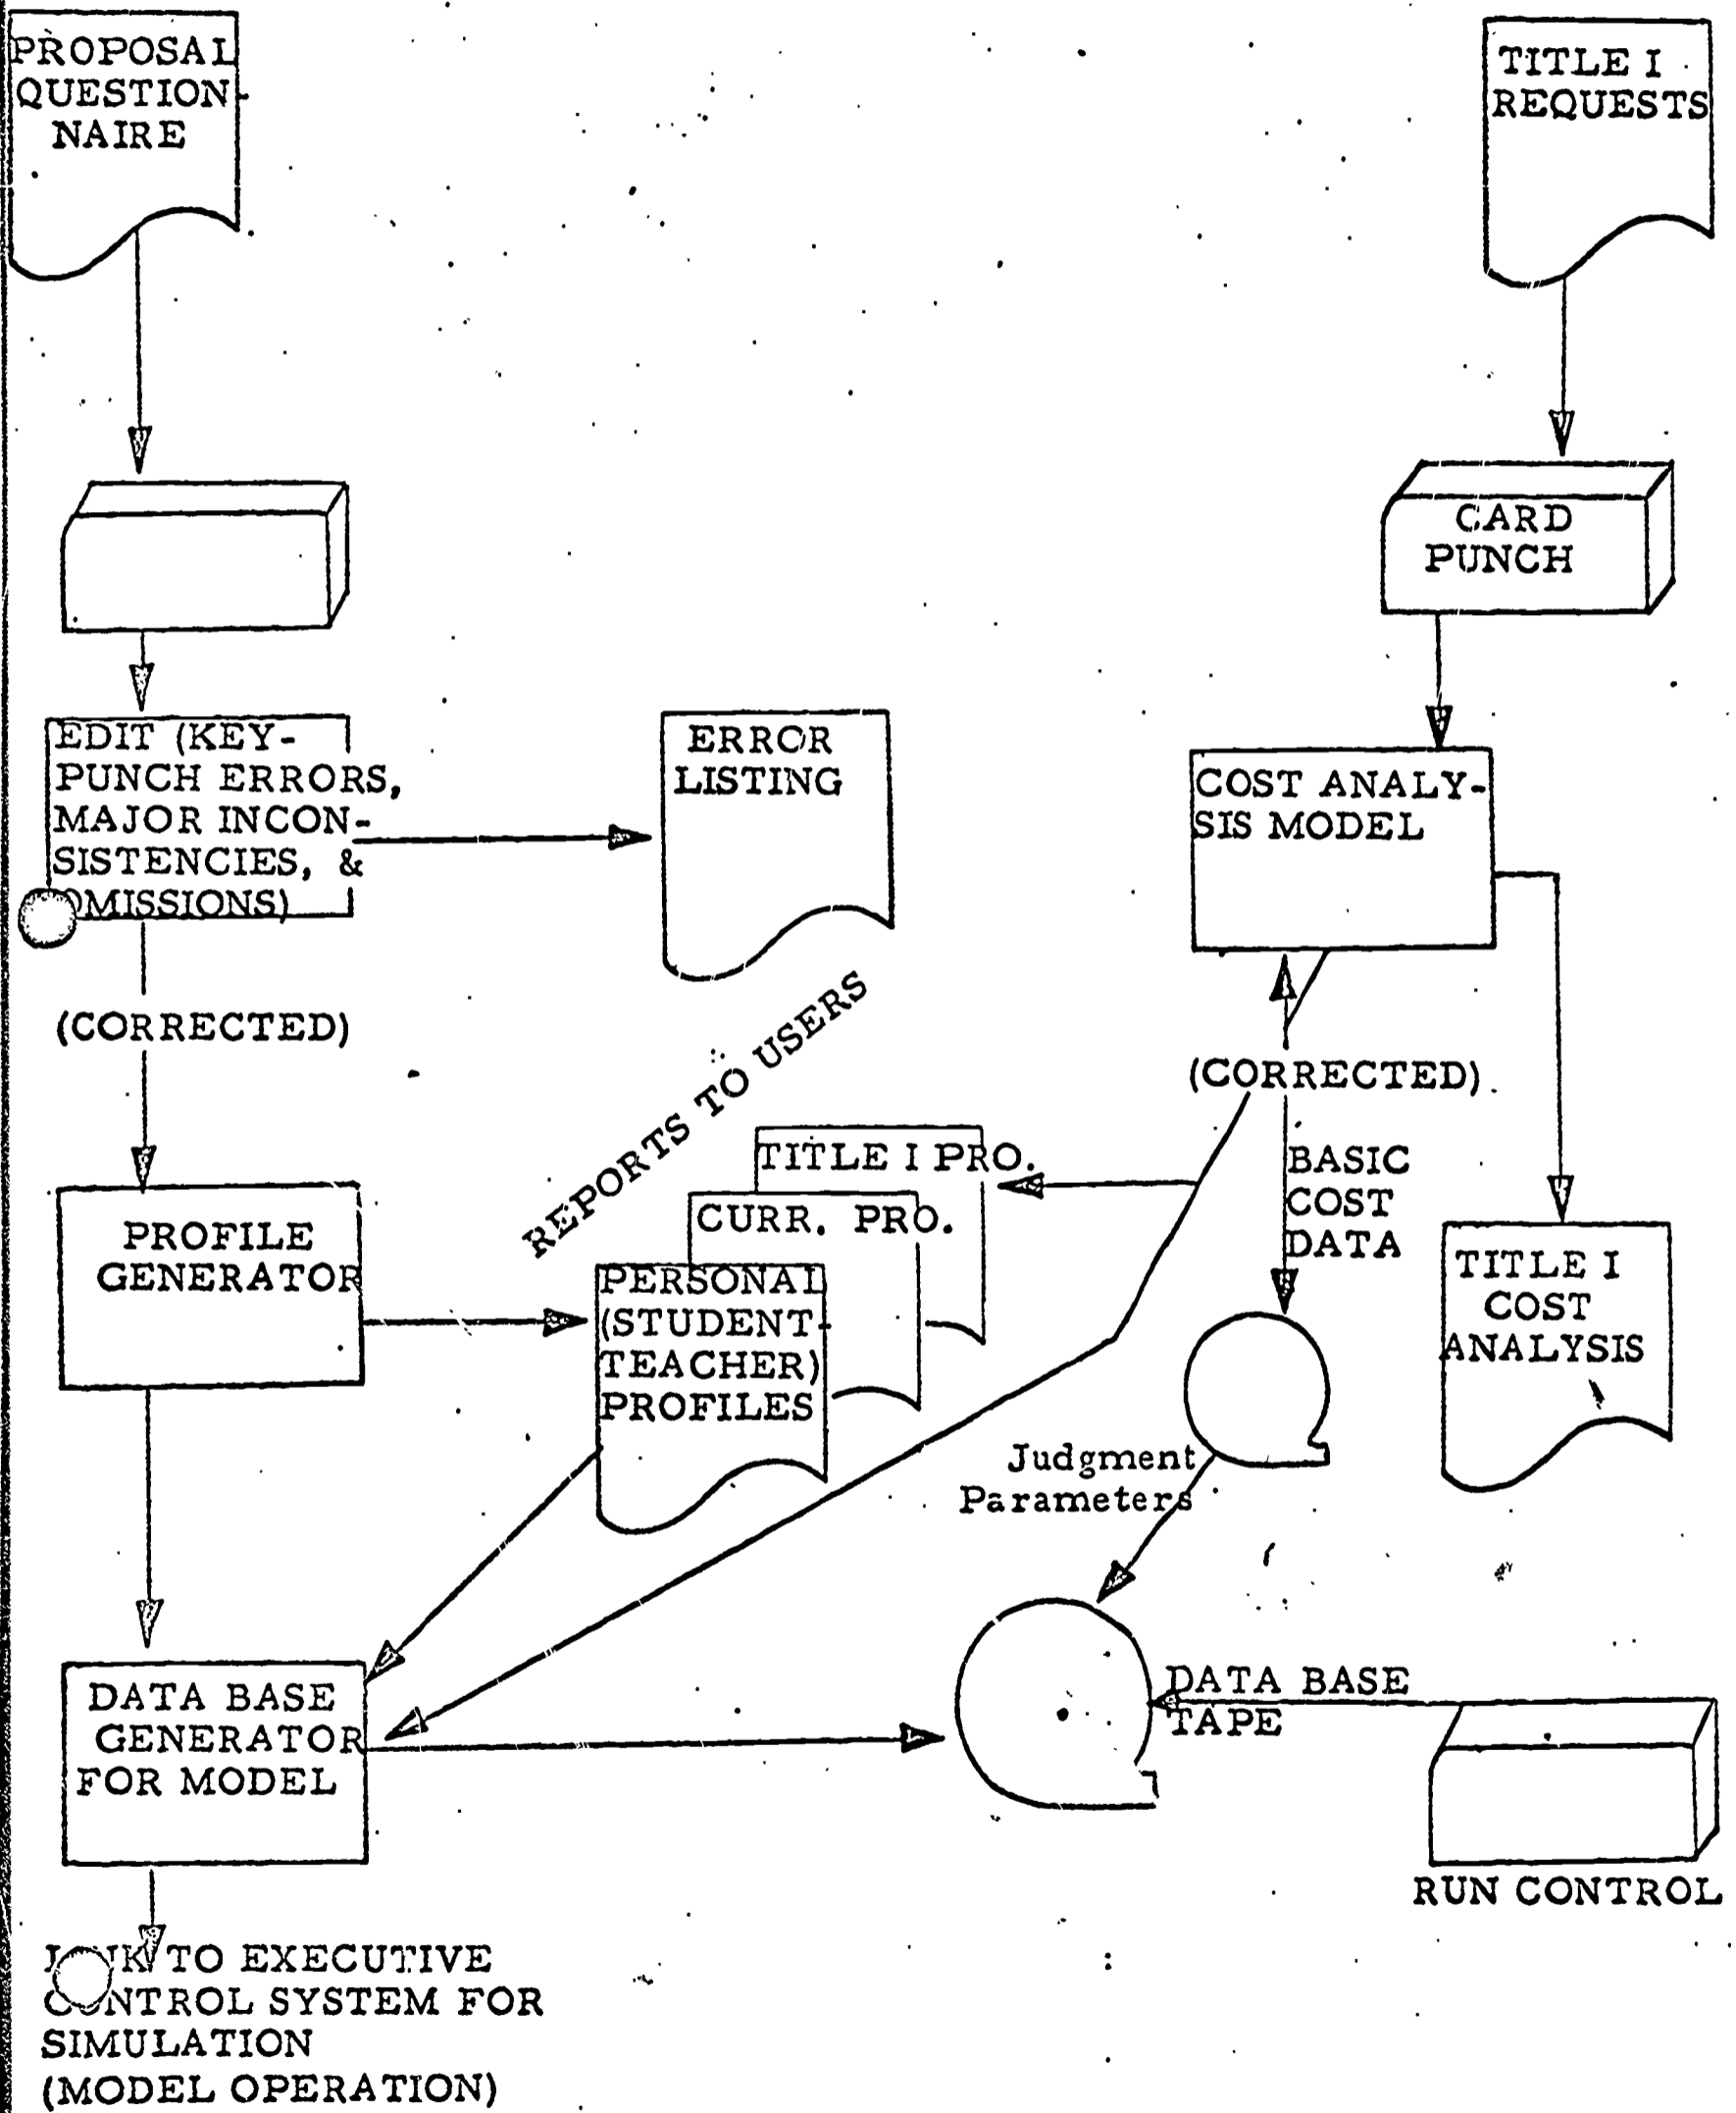 PROPOSAL
QUESTION
NAIRE
TITLE I
REQUESTS
CARD
PUNCH
EDIT (KEY-
PUNCH ERRORS,
MAJOR INCON-
SISTENCIES, &
OMISSIONS)
ERROR
LISTING
COST ANALY-
SIS MODEL
(CORRECTED)
REPORTS TO USERS
(CORRECTED)
BASIC
COST
DATA
TITLE I PRO.
CURR. PRO.
PERSONAL
(STUDENT-
TEACHER)
PROFILES
PROFILE
GENERATOR
TITLE I
COST
ANALYSIS
Judgment
Parameters
DATA BASE
GENERATOR
FOR MODEL
DATA BASE
TAPE
RUN CONTROL
TO EXECUTIVE
CONTROL SYSTEM FOR
SIMULATION
(MODEL OPERATION)